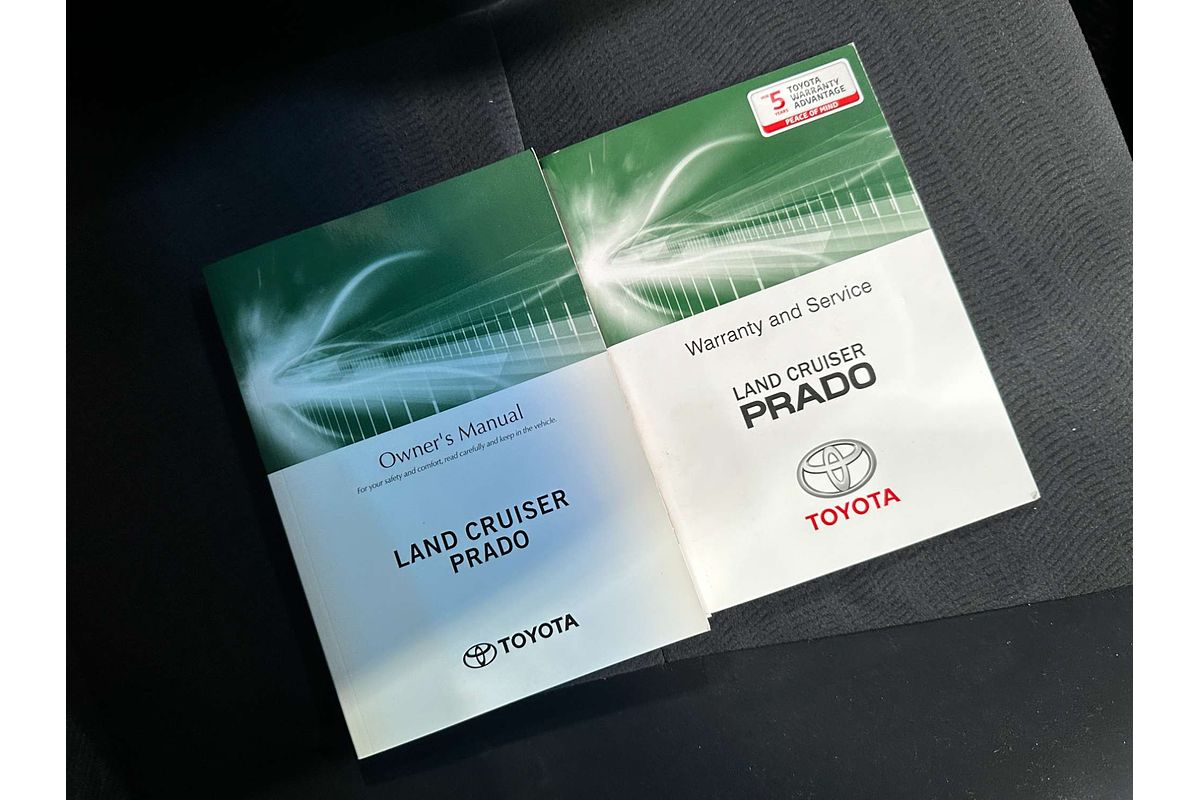 Owner's Manual
For your safety and comfort, read carefully and keep in the vehicle.
LAND CRUISER
PRADO
TOYOTA
5
YEARS
TOYOTA
WARRANTY
ADVANTAGE
PEACE OF MIND
Warranty and Service
LAND CRUISER
PRADO
TOYOTA